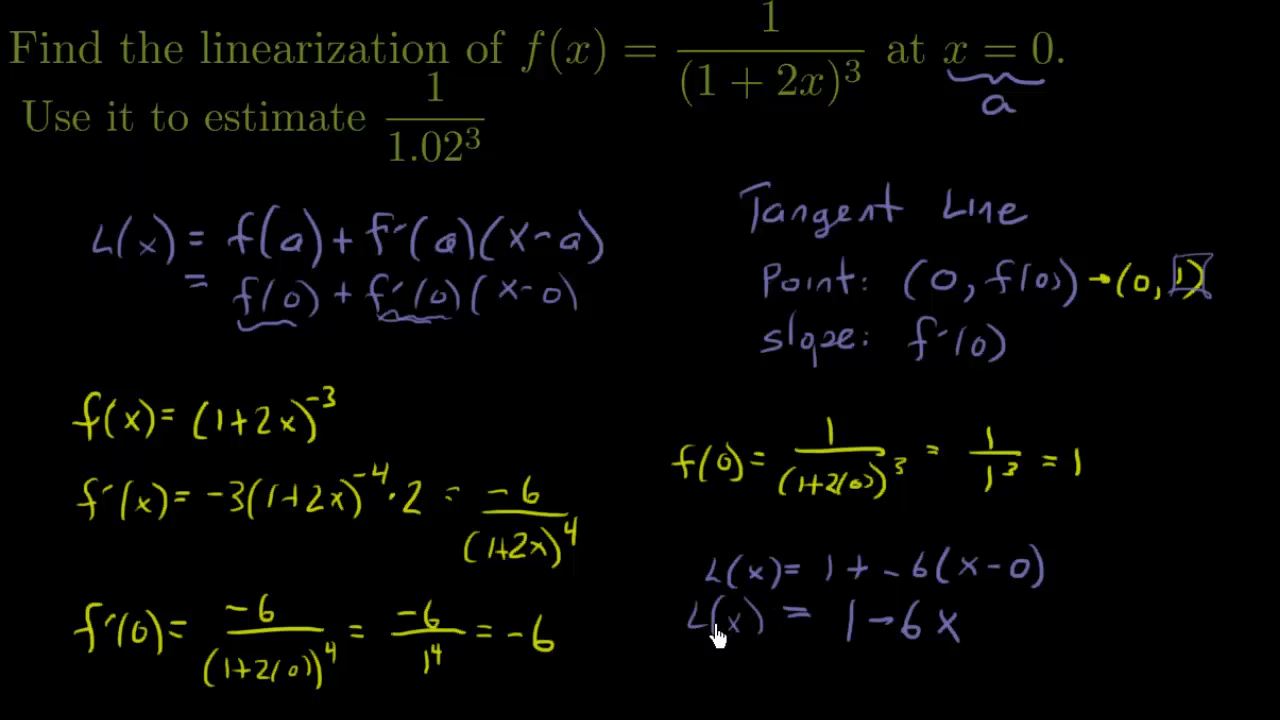 Find the linearization of f(x) = 1/(1 + 2x)³ at x = 0.
a
Use it to estimate 1/1.02³
L(x) = f(a) + f'(a)(x-a)
= f(0) + f'(0)(x-0)
Tangent Line
Point: (0, f(0)) → (0, 1)
slope: f'(0)
f(x) = (1+2x)⁻³
f'(x) = -3(1+2x)⁻⁴ · 2 = -6/(1+2x)⁴
f'(0) = -6/(1+2(0))⁴ = -6/1⁴ = -6
f(0) = 1/(1+2(0))³ = 1/1³ = 1
L(x) = 1 + -6(x-0)
L(x) = 1 - 6x